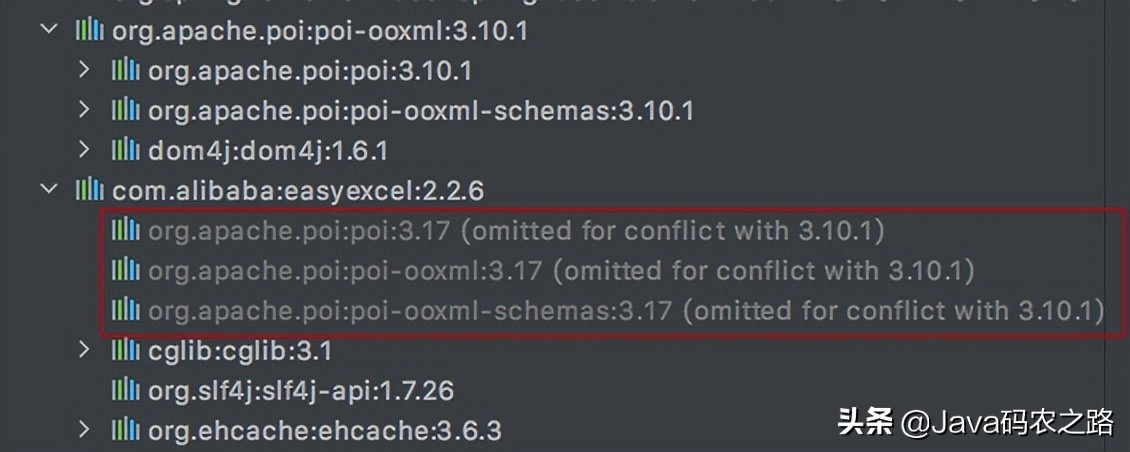 org.apache.poi:poi-ooxml:3.10.1
org.apache.poi:poi:3.10.1
org.apache.poi:poi-ooxml-schemas:3.10.1
dom4j:dom4j:1.6.1
com.alibaba:easyexcel:2.2.6
org.apache.poi:poi:3.17 (omitted for conflict with 3.10.1)
org.apache.poi:poi-ooxml:3.17 (omitted for conflict with 3.10.1)
org.apache.poi:poi-ooxml-schemas:3.17 (omitted for conflict with 3.10.1)
cglib:cglib:3.1
org.slf4j:slf4j-api:1.7.26
org.ehcache:ehcache:3.6.3
头条 @Java码农之路